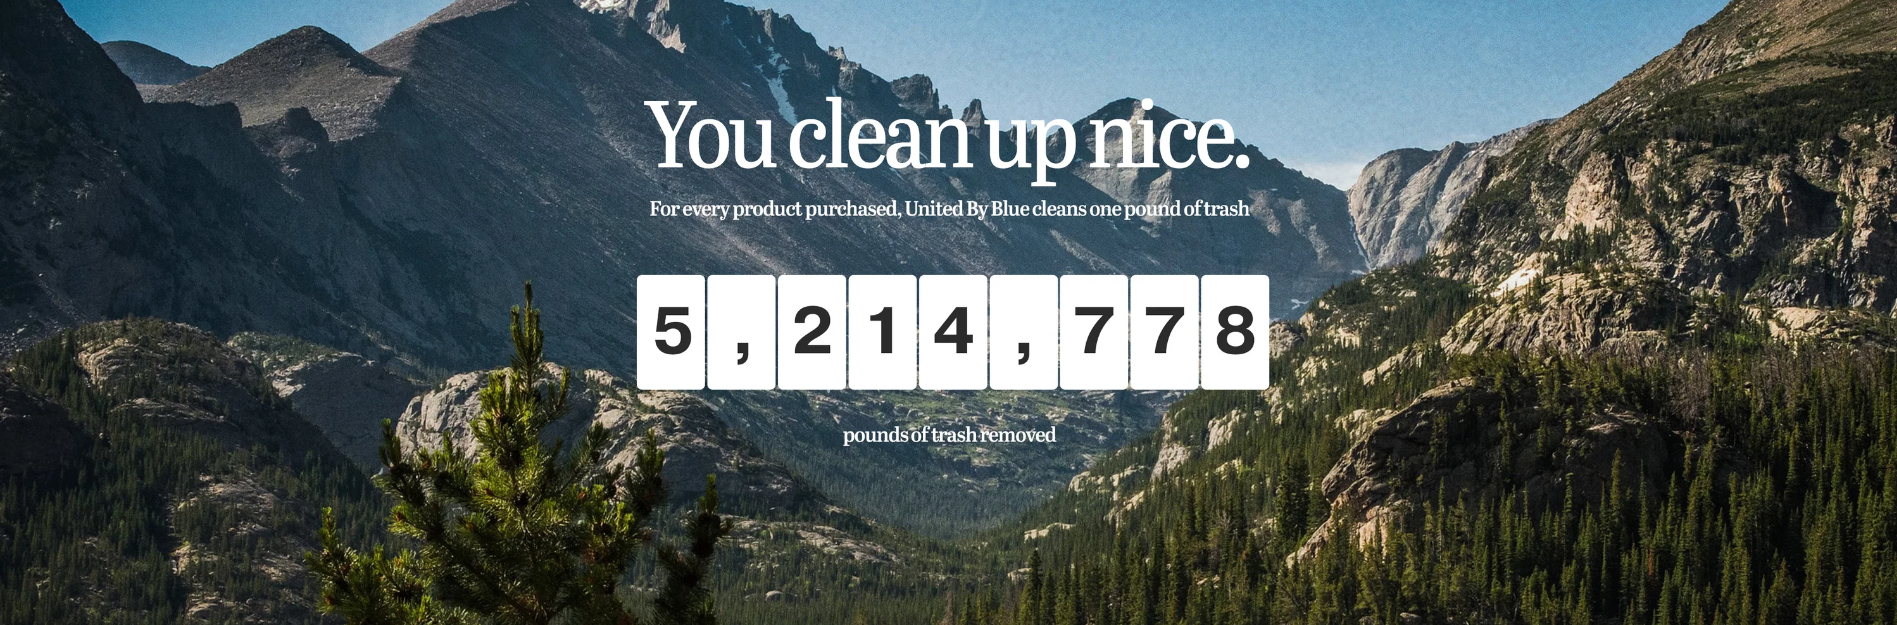 You clean up nice.
For every product purchased, United By Blue cleans one pound of trash
5,214,778
pounds of trash removed